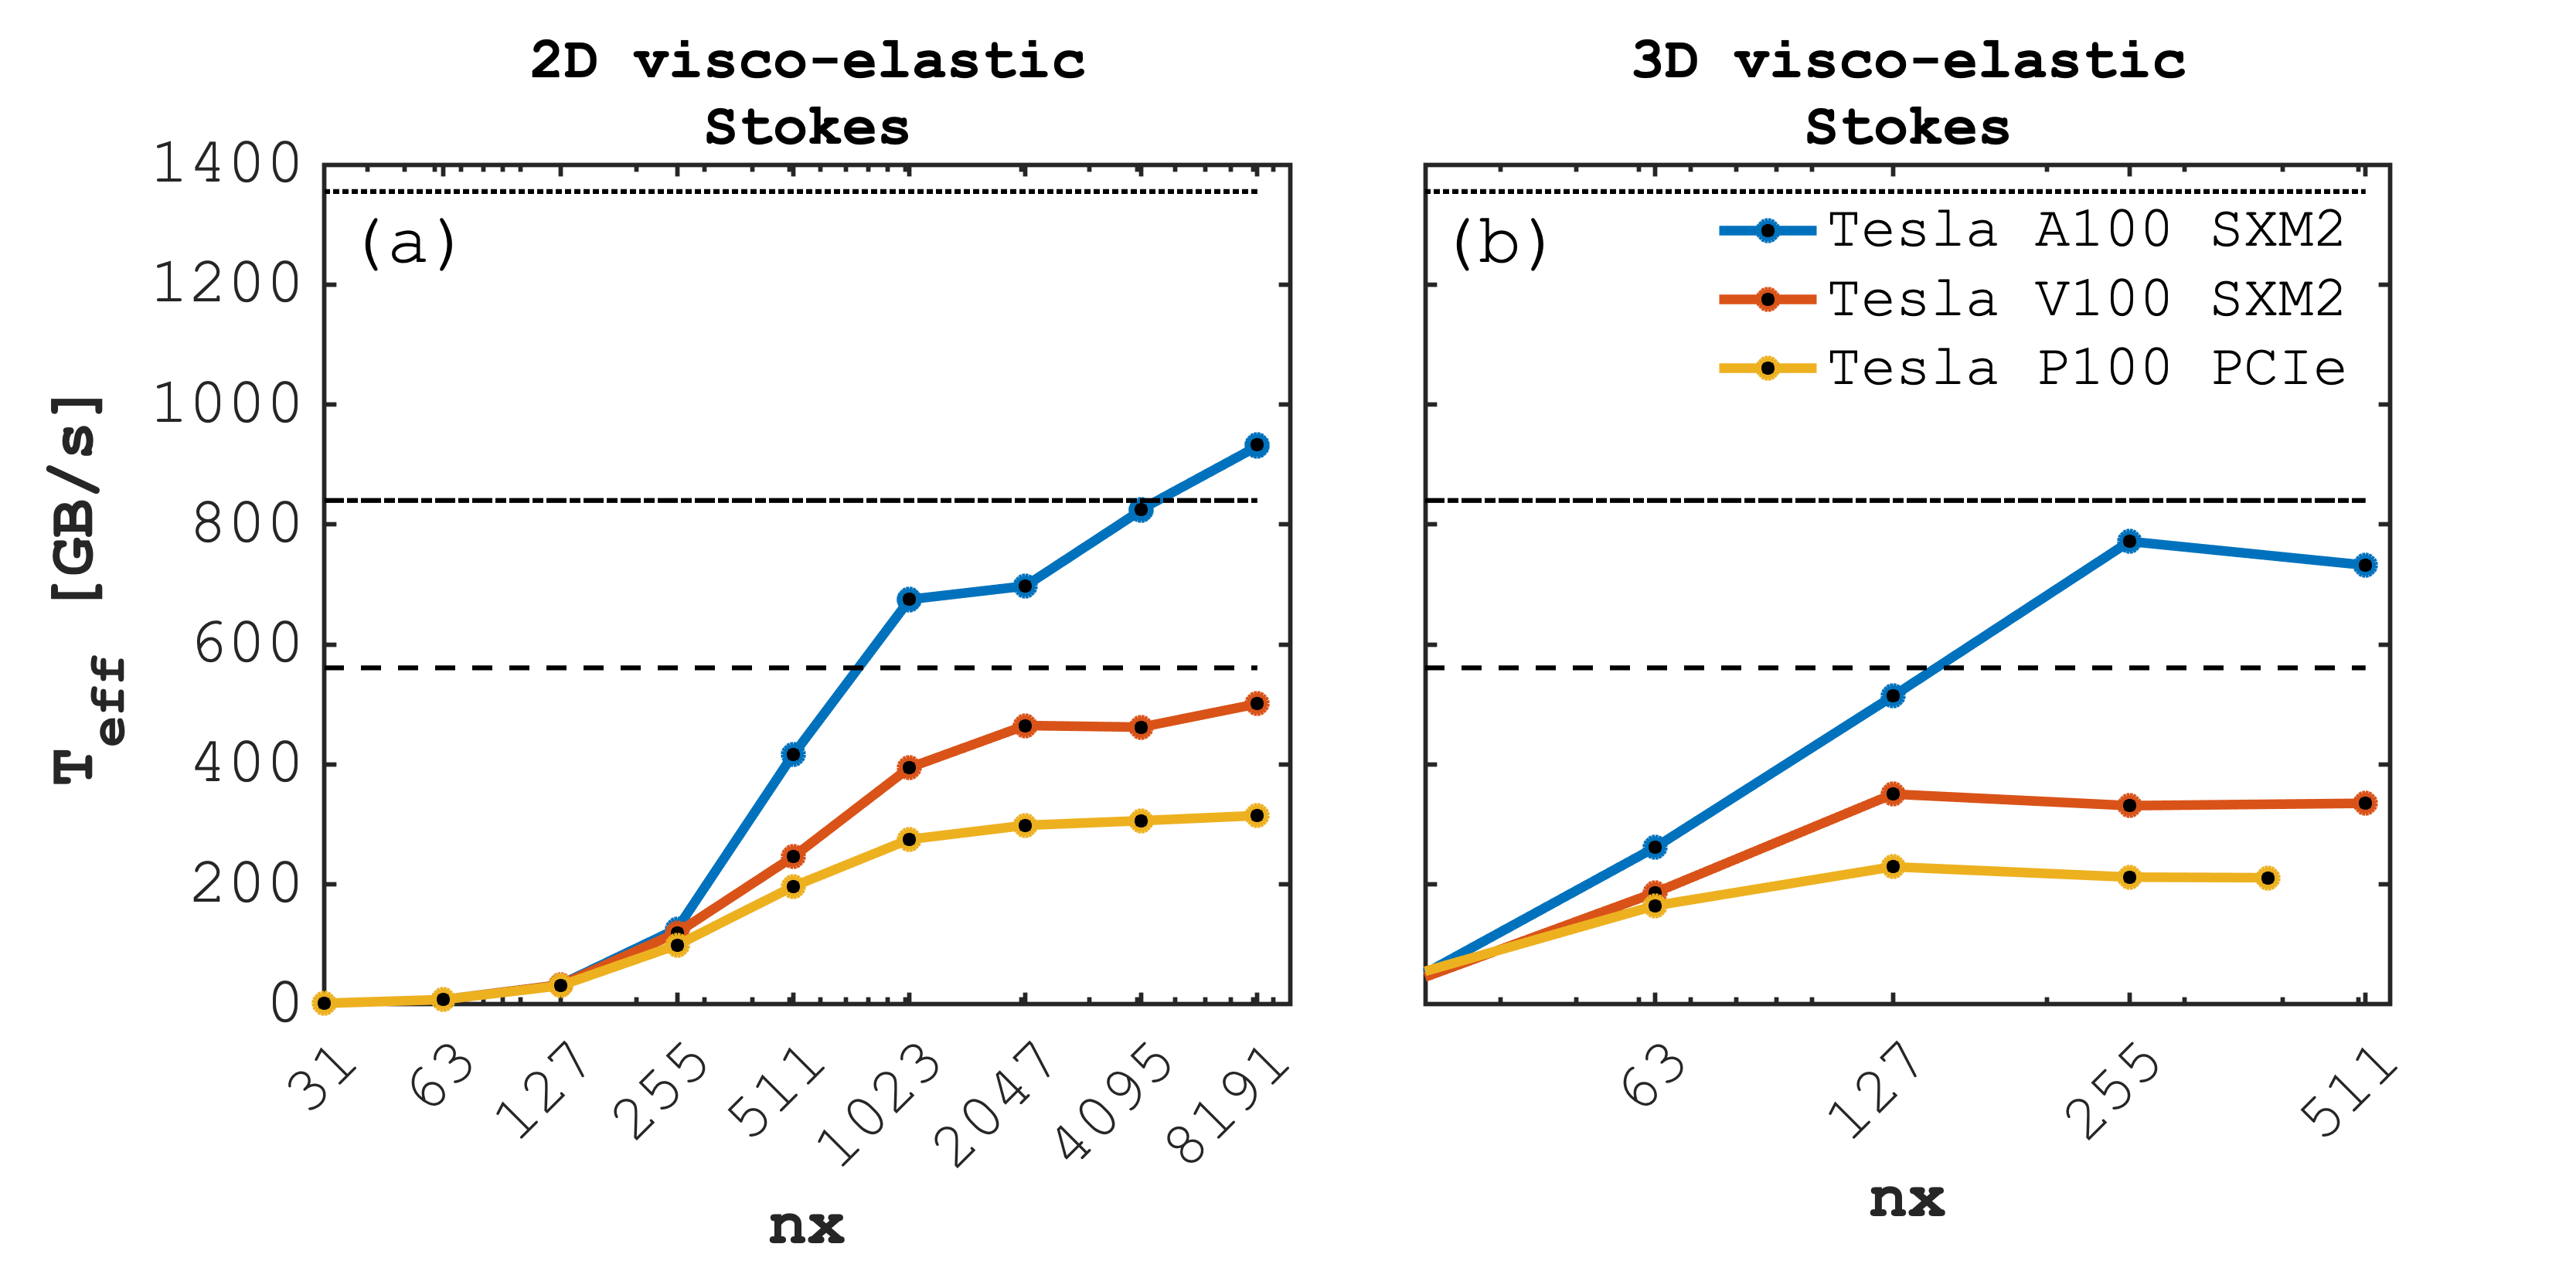 2D visco-elastic
Stokes
3D visco-elastic
Stokes
1400
1200
1000
800
600
400
200
0
T_eff [GB/s]
(a)
(b)
Tesla A100 SXM2
Tesla V100 SXM2
Tesla P100 PCIe
31 63 127 255 511 1023 2047 4095 8191
nx
63 127 255 511
nx